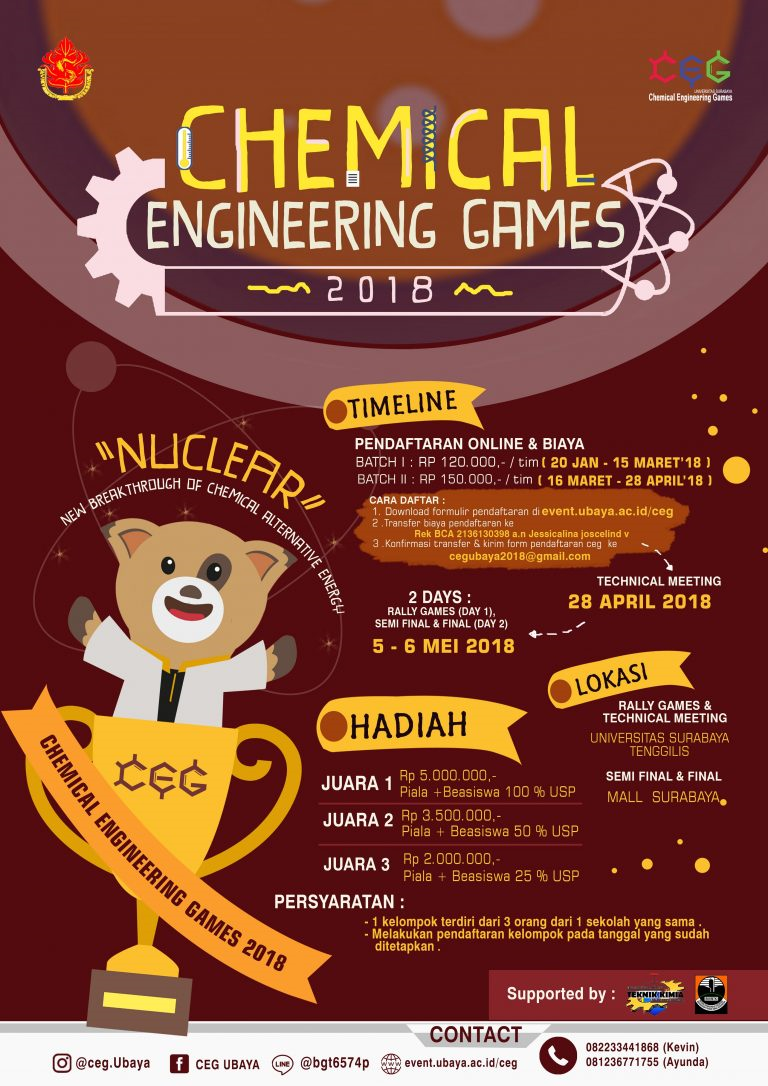 CEG
UNIVERSITAS SURABAYA
Chemical Engineering Games
CHEMICAL
ENGINEERING GAMES
2018
TIMELINE
PENDAFTARAN ONLINE & BIAYA
BATCH I : RP 120.000,- / tim ( 20 JAN - 15 MARET'18 )
BATCH II : RP 150.000,- / tim ( 16 MARET - 28 APRIL'18 )
CARA DAFTAR :
1. Download formulir pendaftaran di event.ubaya.ac.id/ceg
2 .Transfer biaya pendaftaran ke
Rek BCA 2136130398 a.n Jessicalina joscelind v
3 .Konfirmasi transfer & kirim form pendaftaran ceg ke
cegubaya2018@gmail.com
"NUCLEAR"
NEW BREAKTHROUGH OF CHEMICAL ALTERNATIVE ENERGY
TECHNICAL MEETING
28 APRIL 2018
2 DAYS :
RALLY GAMES (DAY 1),
SEMI FINAL & FINAL (DAY 2)
5 - 6 MEI 2018
LOKASI
RALLY GAMES &
TECHNICAL MEETING
UNIVERSITAS SURABAYA
TENGGILIS
SEMI FINAL & FINAL
MALL SURABAYA
HADIAH
JUARA 1 Rp 5.000.000,-
Piala +Beasiswa 100 % USP
JUARA 2 Rp 3.500.000,-
Piala + Beasiswa 50 % USP
JUARA 3 Rp 2.000.000,-
Piala + Beasiswa 25 % USP
CEG
CHEMICAL ENGINEERING GAMES 2018
PERSYARATAN :
- 1 kelompok terdiri dari 3 orang dari 1 sekolah yang sama .
- Melakukan pendaftaran kelompok pada tanggal yang sudah
ditetapkan .
Supported by :
TEKNIK KIMIA
CONTACT
@ceg.Ubaya
CEG UBAYA
LINE @bgt6574p
event.ubaya.ac.id/ceg
082233441868 (Kevin)
081236771755 (Ayunda)